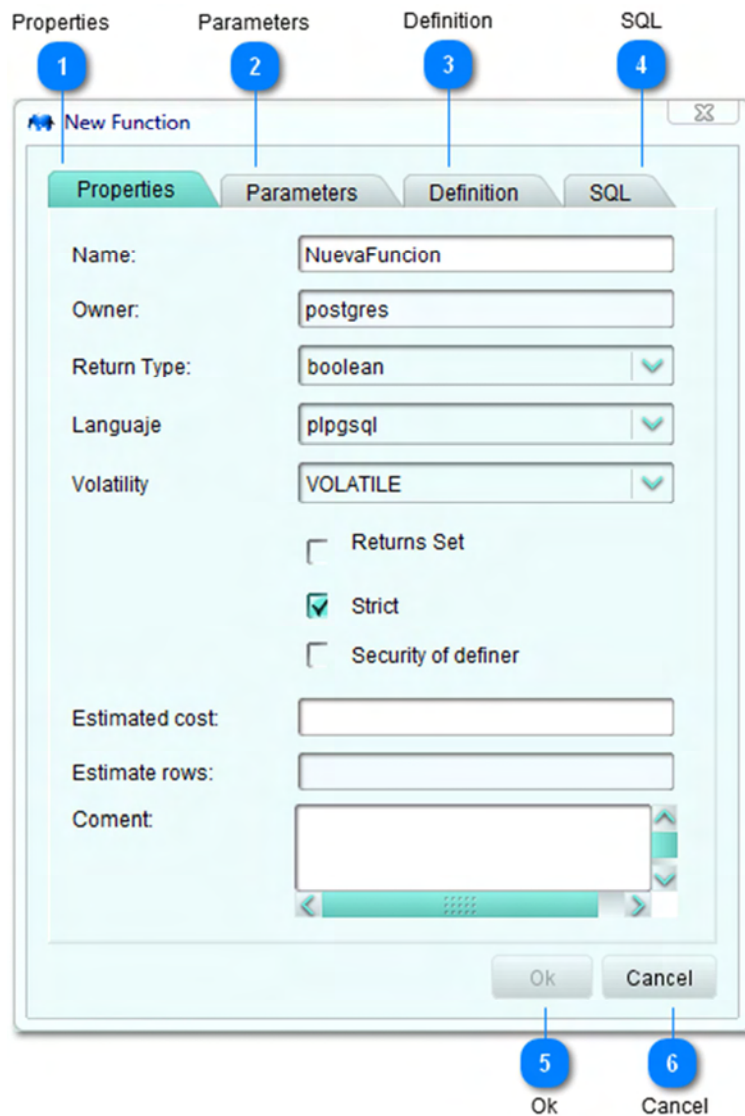 Properties Parameters Definition SQL
1 2 3 4
New Function
Properties Parameters Definition SQL
Name: NuevaFuncion
Owner: postgres
Return Type: boolean
Languaje plpgsql
Volatility VOLATILE
Returns Set
Strict
Security of definer
Estimated cost:
Estimate rows:
Coment:
Ok Cancel
5 6
Ok Cancel